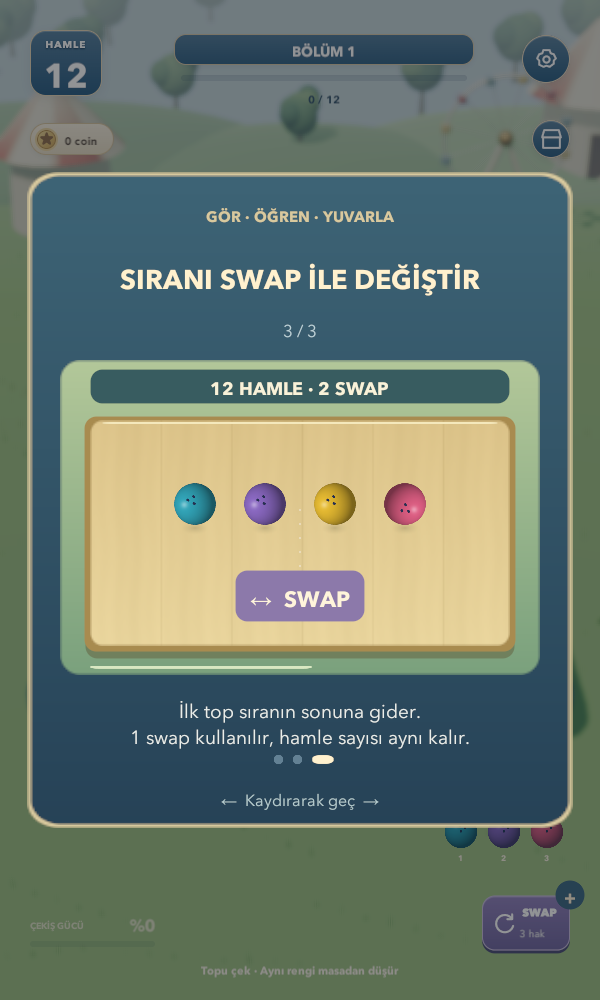 HAMLE
12
BÖLÜM 1
0 / 12
0 coin
GÖR · ÖĞREN · YUVARLA
SIRANI SWAP İLE DEĞİŞTİR
3 / 3
12 HAMLE · 2 SWAP
↔ SWAP
İlk top sıranın sonuna gider.
1 swap kullanılır, hamle sayısı aynı kalır.
← Kaydırarak geç →
1 2 3
ÇEKİŞ GÜCÜ %0
SWAP
3 hak
+
Topu çek · Aynı rengi masadan düşür